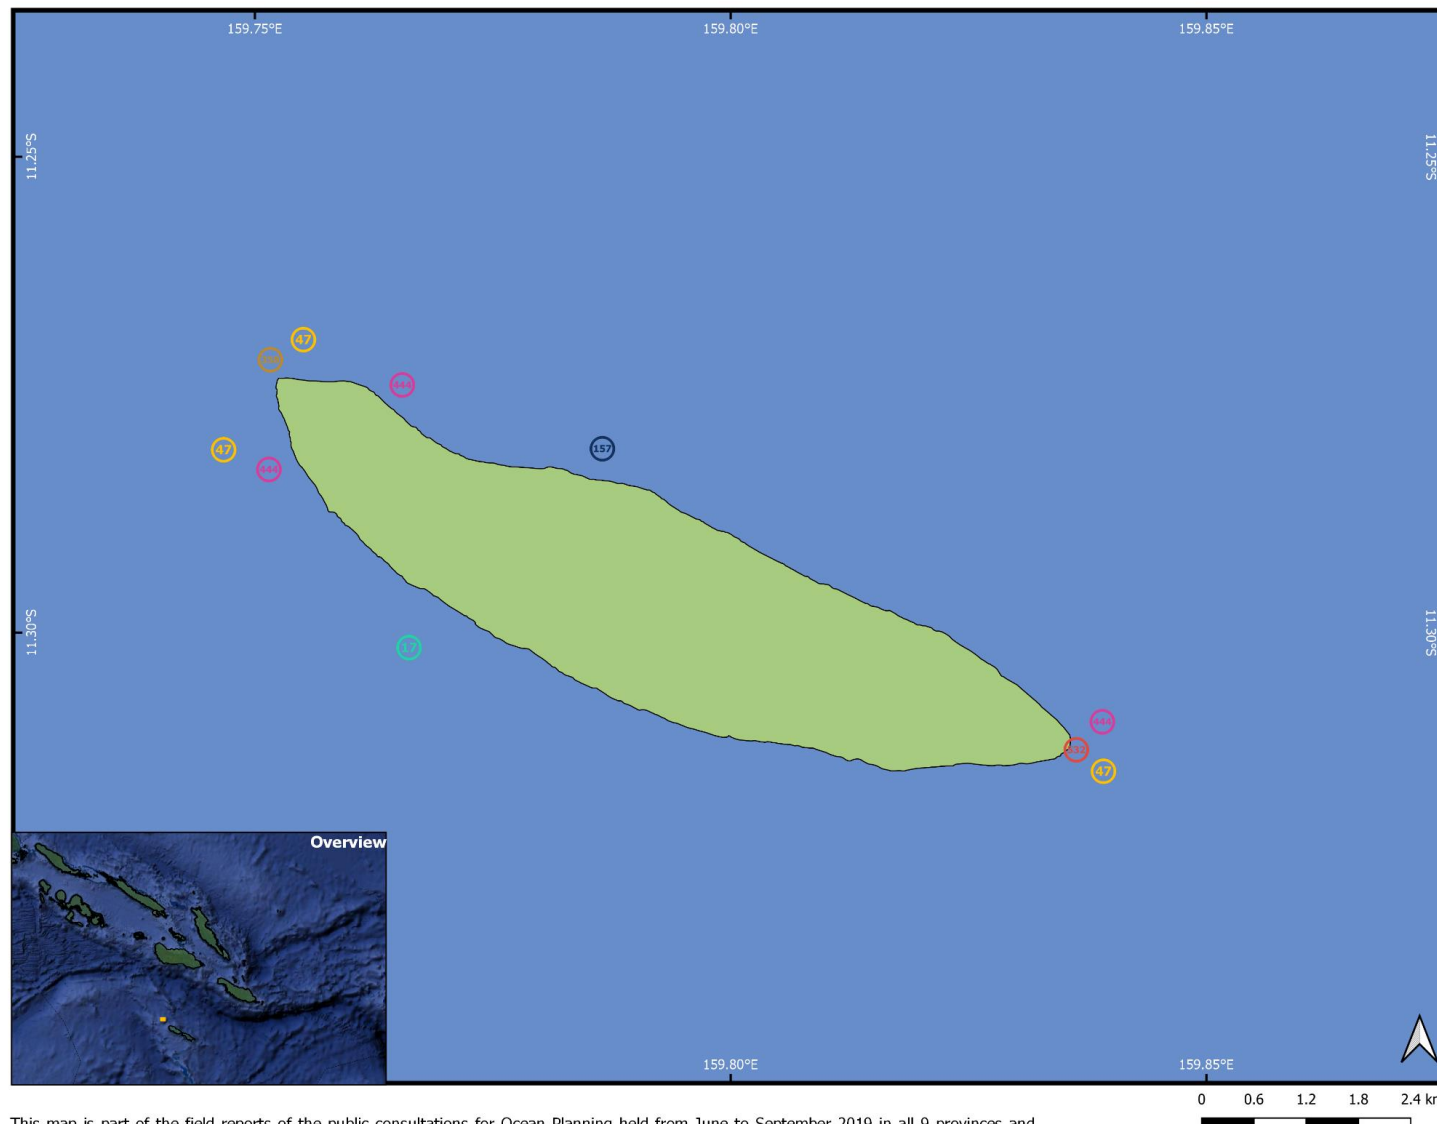 159.75°E 159.80°E 159.85°E
11.25°S 11.25°S
47
444
47
157
444
11.30°S 11.30°S
17
444
47
Overview
159.80°E 159.85°E
0 0.6 1.2 1.8 2.4 km
This map is part of the field reports of the public consultations for Ocean Planning held from June to September 2019 in all 9 provinces and